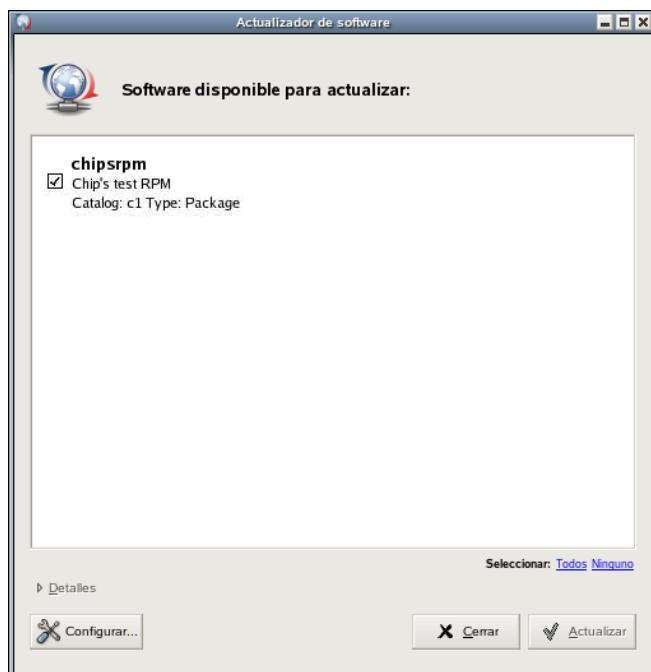 Actualizador de software
Software disponible para actualizar:
chipsrpm
Chip's test RPM
Catalog: c1 Type: Package
Seleccionar: Todos Ninguno
Detalles
Configurar...
Cerrar
Actualizar